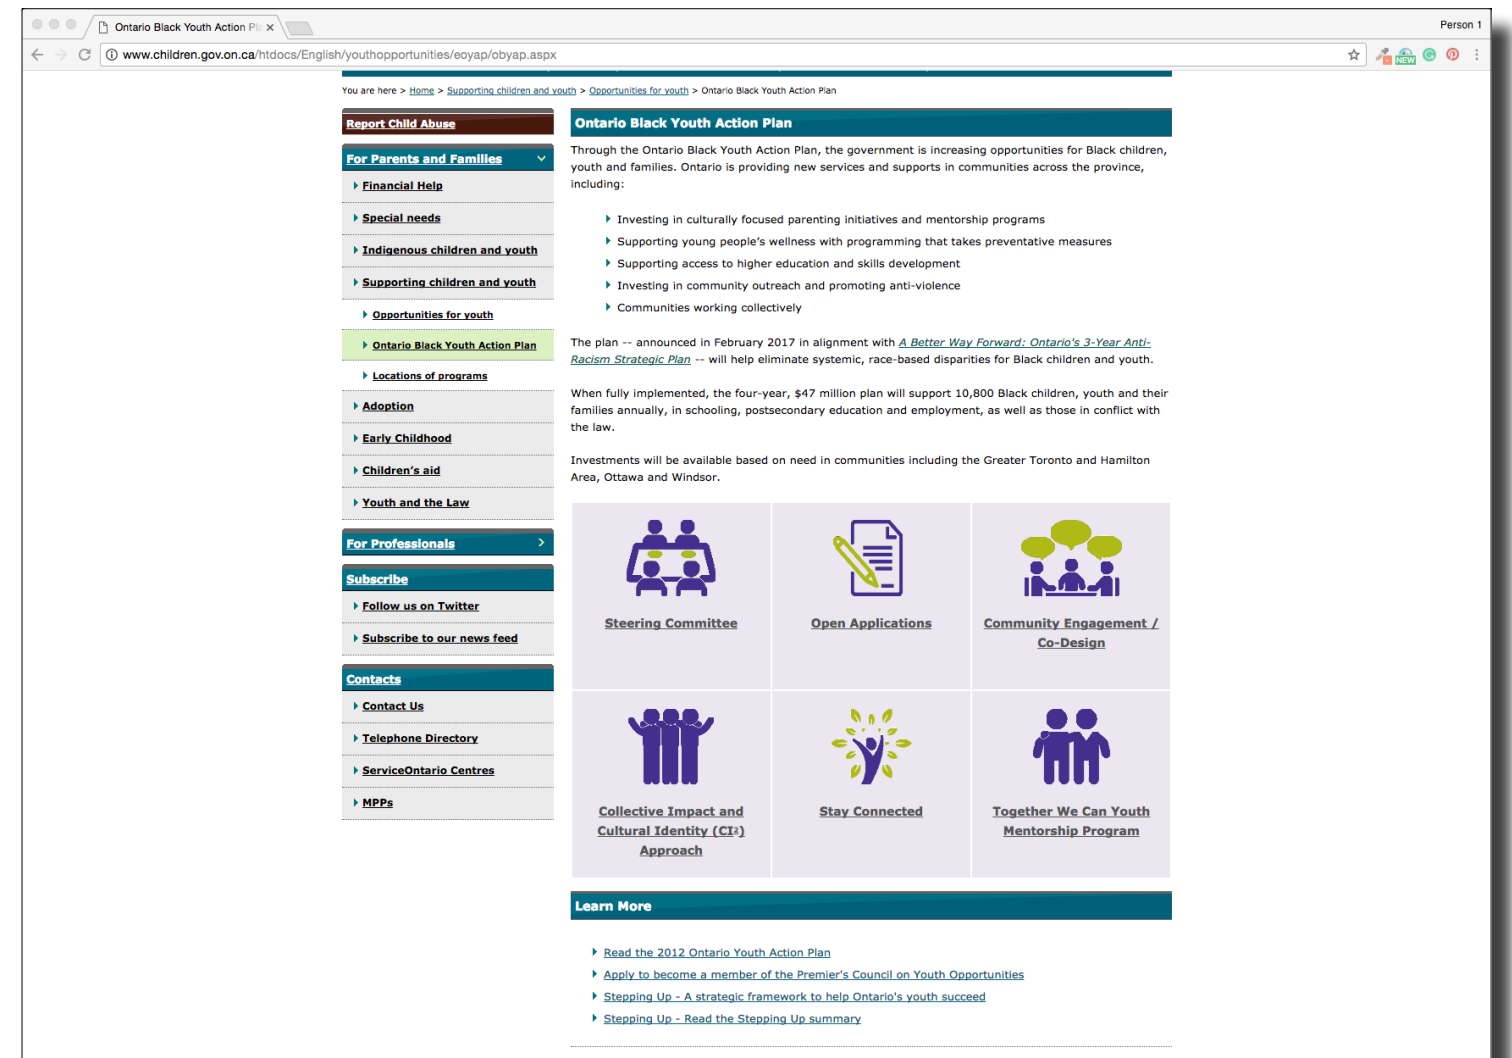 Ontario Black Youth Action Pla
Person 1
www.children.gov.on.ca/htdocs/English/youthopportunities/eoyap/obyap.aspx
NEW
You are here > Home > Supporting children and youth > Opportunities for youth > Ontario Black Youth Action Plan
Report Child Abuse
For Parents and Families
Financial Help
Special needs
Indigenous children and youth
Supporting children and youth
Opportunities for youth
Ontario Black Youth Action Plan
Locations of programs
Adoption
Early Childhood
Children's aid
Youth and the Law
For Professionals
Subscribe
Follow us on Twitter
Subscribe to our news feed
Contacts
Contact Us
Telephone Directory
ServiceOntario Centres
MPPs
Ontario Black Youth Action Plan
Through the Ontario Black Youth Action Plan, the government is increasing opportunities for Black children,
youth and families. Ontario is providing new services and supports in communities across the province,
including:
Investing in culturally focused parenting initiatives and mentorship programs
Supporting young people's wellness with programming that takes preventative measures
Supporting access to higher education and skills development
Investing in community outreach and promoting anti-violence
Communities working collectively
The plan -- announced in February 2017 in alignment with A Better Way Forward: Ontario's 3-Year Anti-
Racism Strategic Plan -- will help eliminate systemic, race-based disparities for Black children and youth.
When fully implemented, the four-year, $47 million plan will support 10,800 Black children, youth and their
families annually, in schooling, postsecondary education and employment, as well as those in conflict with
the law.
Investments will be available based on need in communities including the Greater Toronto and Hamilton
Area, Ottawa and Windsor.
Steering Committee
Open Applications
Community Engagement /
Co-Design
Collective Impact and
Cultural Identity (CI²)
Approach
Stay Connected
Together We Can Youth
Mentorship Program
Learn More
Read the 2012 Ontario Youth Action Plan
Apply to become a member of the Premier's Council on Youth Opportunities
Stepping Up - A strategic framework to help Ontario's youth succeed
Stepping Up - Read the Stepping Up summary